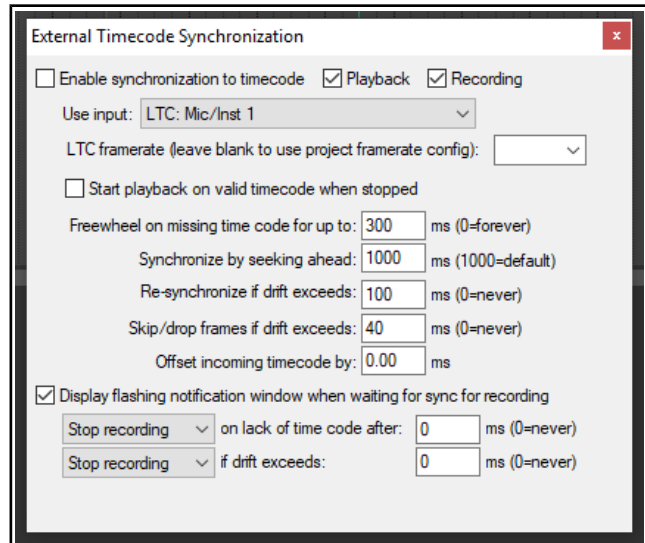 External Timecode Synchronization x
Enable synchronization to timecode Playback Recording
Use input: LTC: Mic/Inst 1
LTC framerate (leave blank to use project framerate config):
Start playback on valid timecode when stopped
Freewheel on missing time code for up to: 300 ms (0=forever)
Synchronize by seeking ahead: 1000 ms (1000=default)
Re-synchronize if drift exceeds: 100 ms (0=never)
Skip/drop frames if drift exceeds: 40 ms (0=never)
Offset incoming timecode by: 0.00 ms
Display flashing notification window when waiting for sync for recording
Stop recording on lack of time code after: 0 ms (0=never)
Stop recording if drift exceeds: 0 ms (0=never)